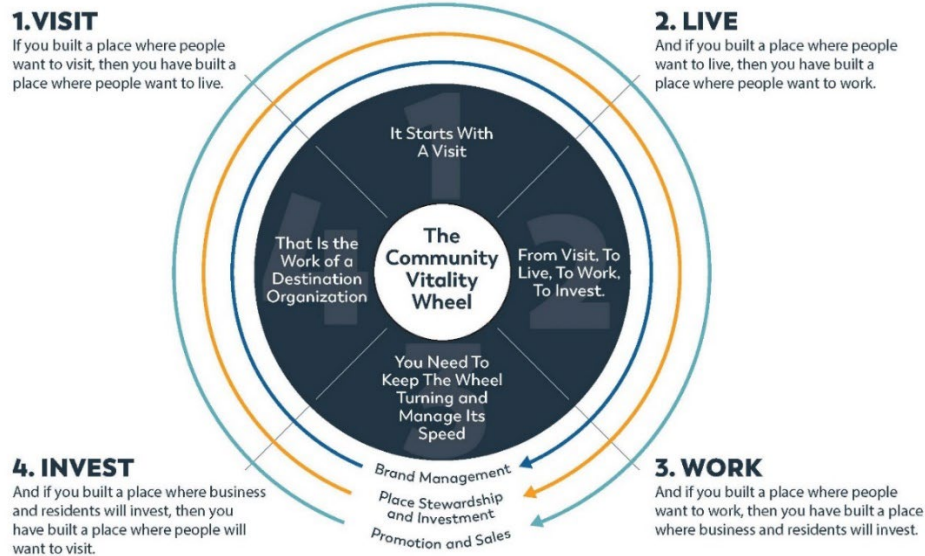 1.VISIT
If you built a place where people
want to visit, then you have built a
place where people want to live.
2. LIVE
And if you built a place where people
want to live, then you have built a
place where people want to work.
1
It Starts With
A Visit
4
That Is the
Work of a
Destination
Organization
The
Community
Vitality
Wheel
2
From Visit, To
Live, To Work,
To Invest.
3
You Need To
Keep The Wheel
Turning and
Manage Its
Speed
Brand Management
Place Stewardship
and Investment
Promotion and Sales
4. INVEST
And if you built a place where business
and residents will invest, then you
have built a place where people will
want to visit.
3. WORK
And if you built a place where people
want to work, then you have built a place
where business and residents will invest.